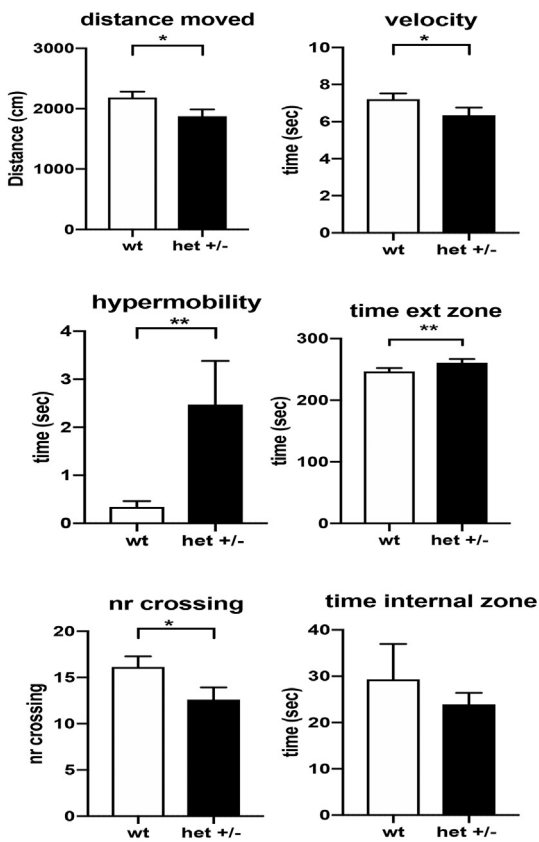 distance moved
*
Distance (cm)
3000
2000
1000
0
wt het +/-
velocity
*
time (sec)
10
8
6
4
2
0
wt het +/-
hypermobility
**
time (sec)
4
3
2
1
0
wt het +/-
time ext zone
**
time (sec)
300
200
100
0
wt het +/-
nr crossing
*
nr crossing
20
15
10
5
0
wt het +/-
time internal zone
time (sec)
40
30
20
10
0
wt het +/-